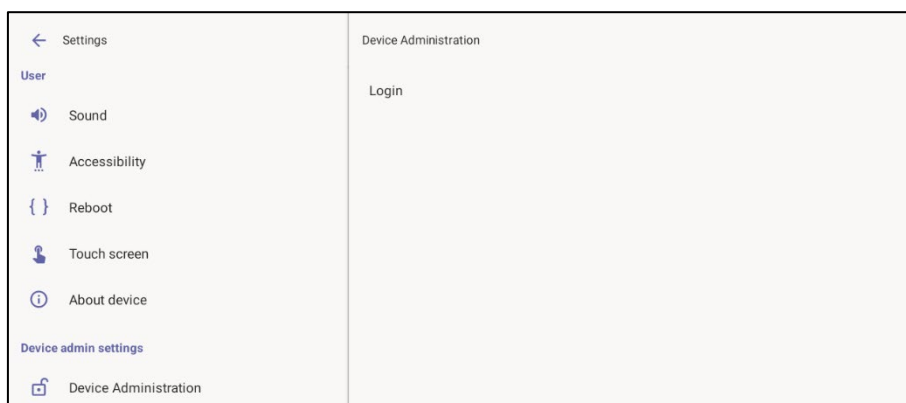 Settings
User
Sound
Accessibility
Reboot
Touch screen
About device
Device admin settings
Device Administration
Device Administration
Login